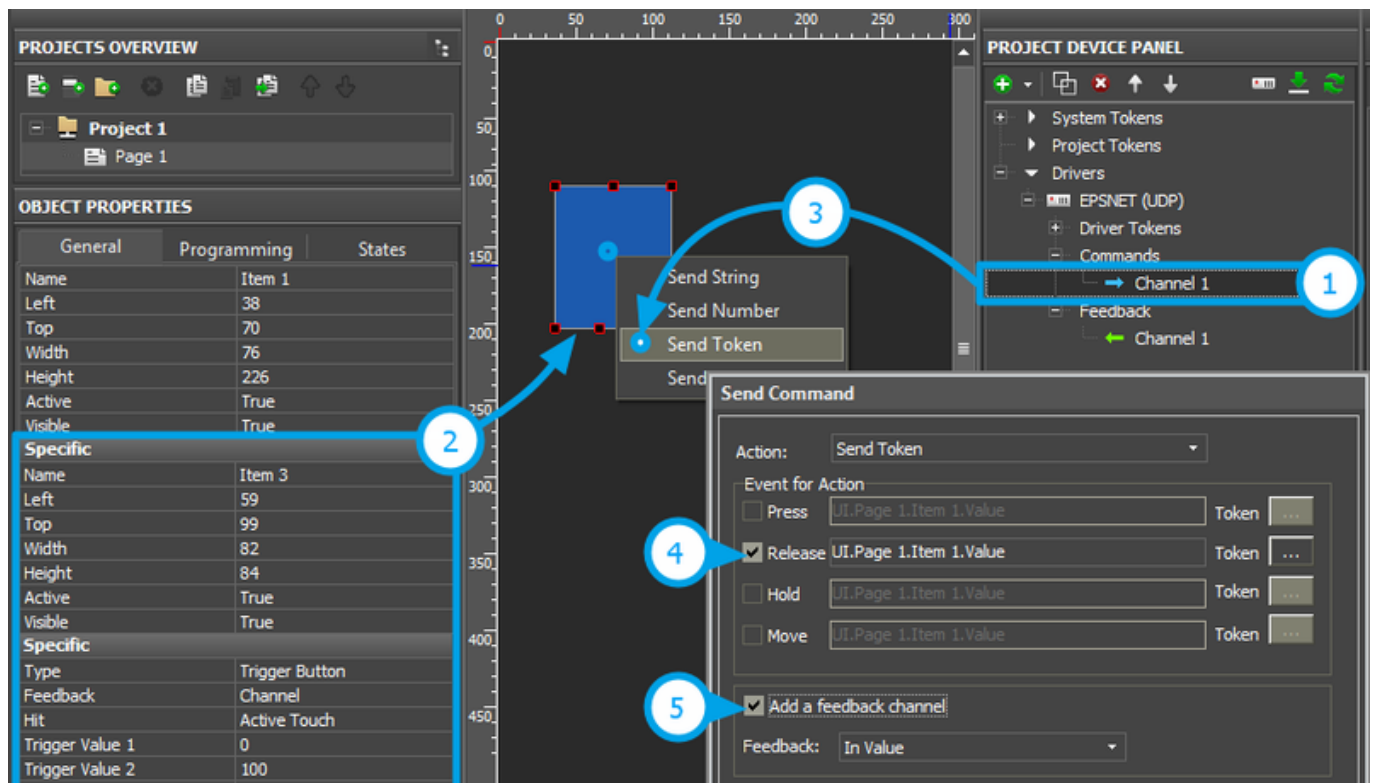 0 50 100 150 200 250 300
PROJECTS OVERVIEW
Project 1
Page 1
OBJECT PROPERTIES
General Programming States
Name Item 1
Left 38
Top 70
Width 76
Height 226
Active True
Visible True
Specific
Name Item 3
Left 59
Top 99
Width 82
Height 84
Active True
Visible True
Specific
Type Trigger Button
Feedback Channel
Hit Active Touch
Trigger Value 1 0
Trigger Value 2 100
2
0
50
100
150
200
250
300
350
400
450
3
Send String
Send Number
Send Token
Send
PROJECT DEVICE PANEL
System Tokens
Project Tokens
Drivers
EPSNET (UDP)
Driver Tokens
Commands
Channel 1
1
Feedback
Channel 1
Send Command
Action: Send Token
Event for Action
Press UI.Page 1.Item 1.Value Token ...
4
Release UI.Page 1.Item 1.Value Token ...
Hold UI.Page 1.Item 1.Value Token ...
Move UI.Page 1.Item 1.Value Token ...
5
Add a feedback channel
Feedback: In Value